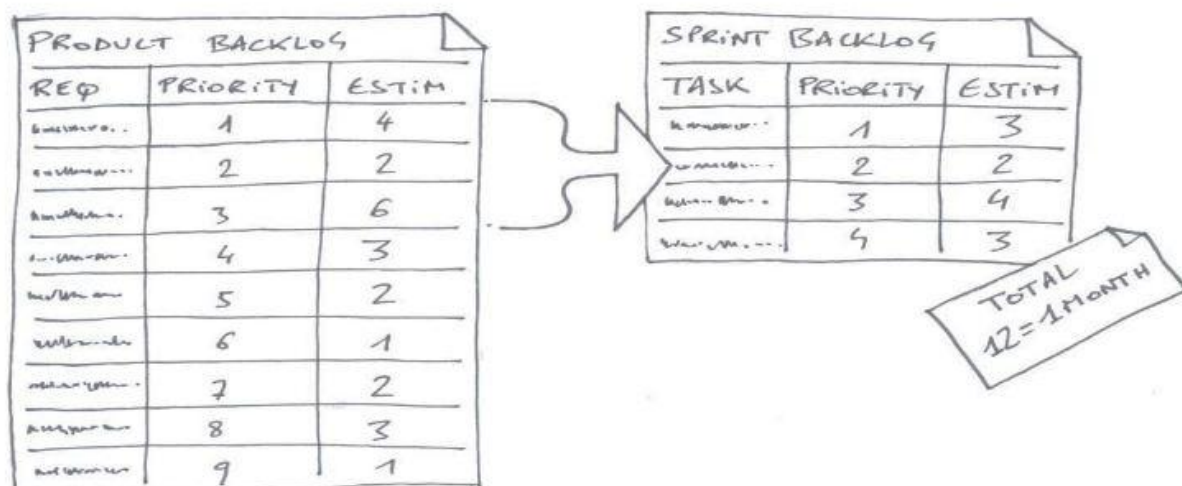 PRODUCT BACKLOG
REQ PRIORITY ESTIM
1 4
2 2
3 6
4 3
5 2
6 1
7 2
8 3
9 1
SPRINT BACKLOG
TASK PRIORITY ESTIM
1 3
2 2
3 4
4 3
TOTAL
12=1 MONTH